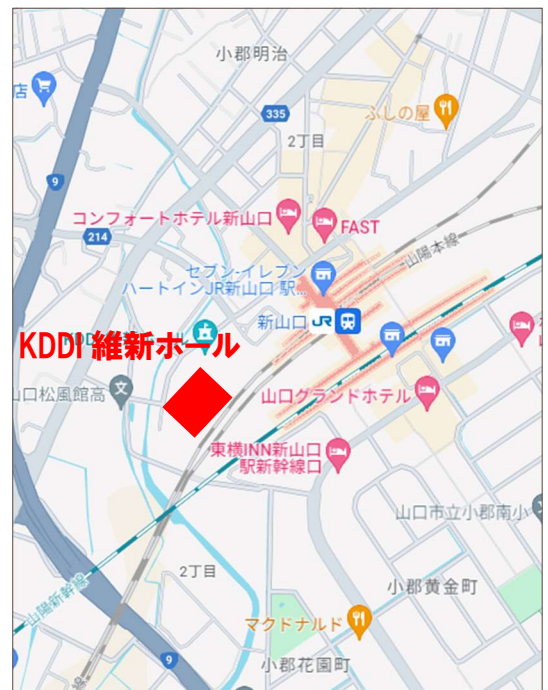 小郡明治
店
335
ふしの屋
2丁目
9
コンフォートホテル新山口
FAST
214
山陽本線
セブン-イレブン
ハートインJR新山口 駅...
新山口
JR
KDDI 維新ホール
山口松風館高
山口グランドホテル
東横INN新山口
駅新幹線口
山口市立小郡南小
山陽新幹線
2丁目
小郡黄金町
マクドナルド
9
小郡花園町